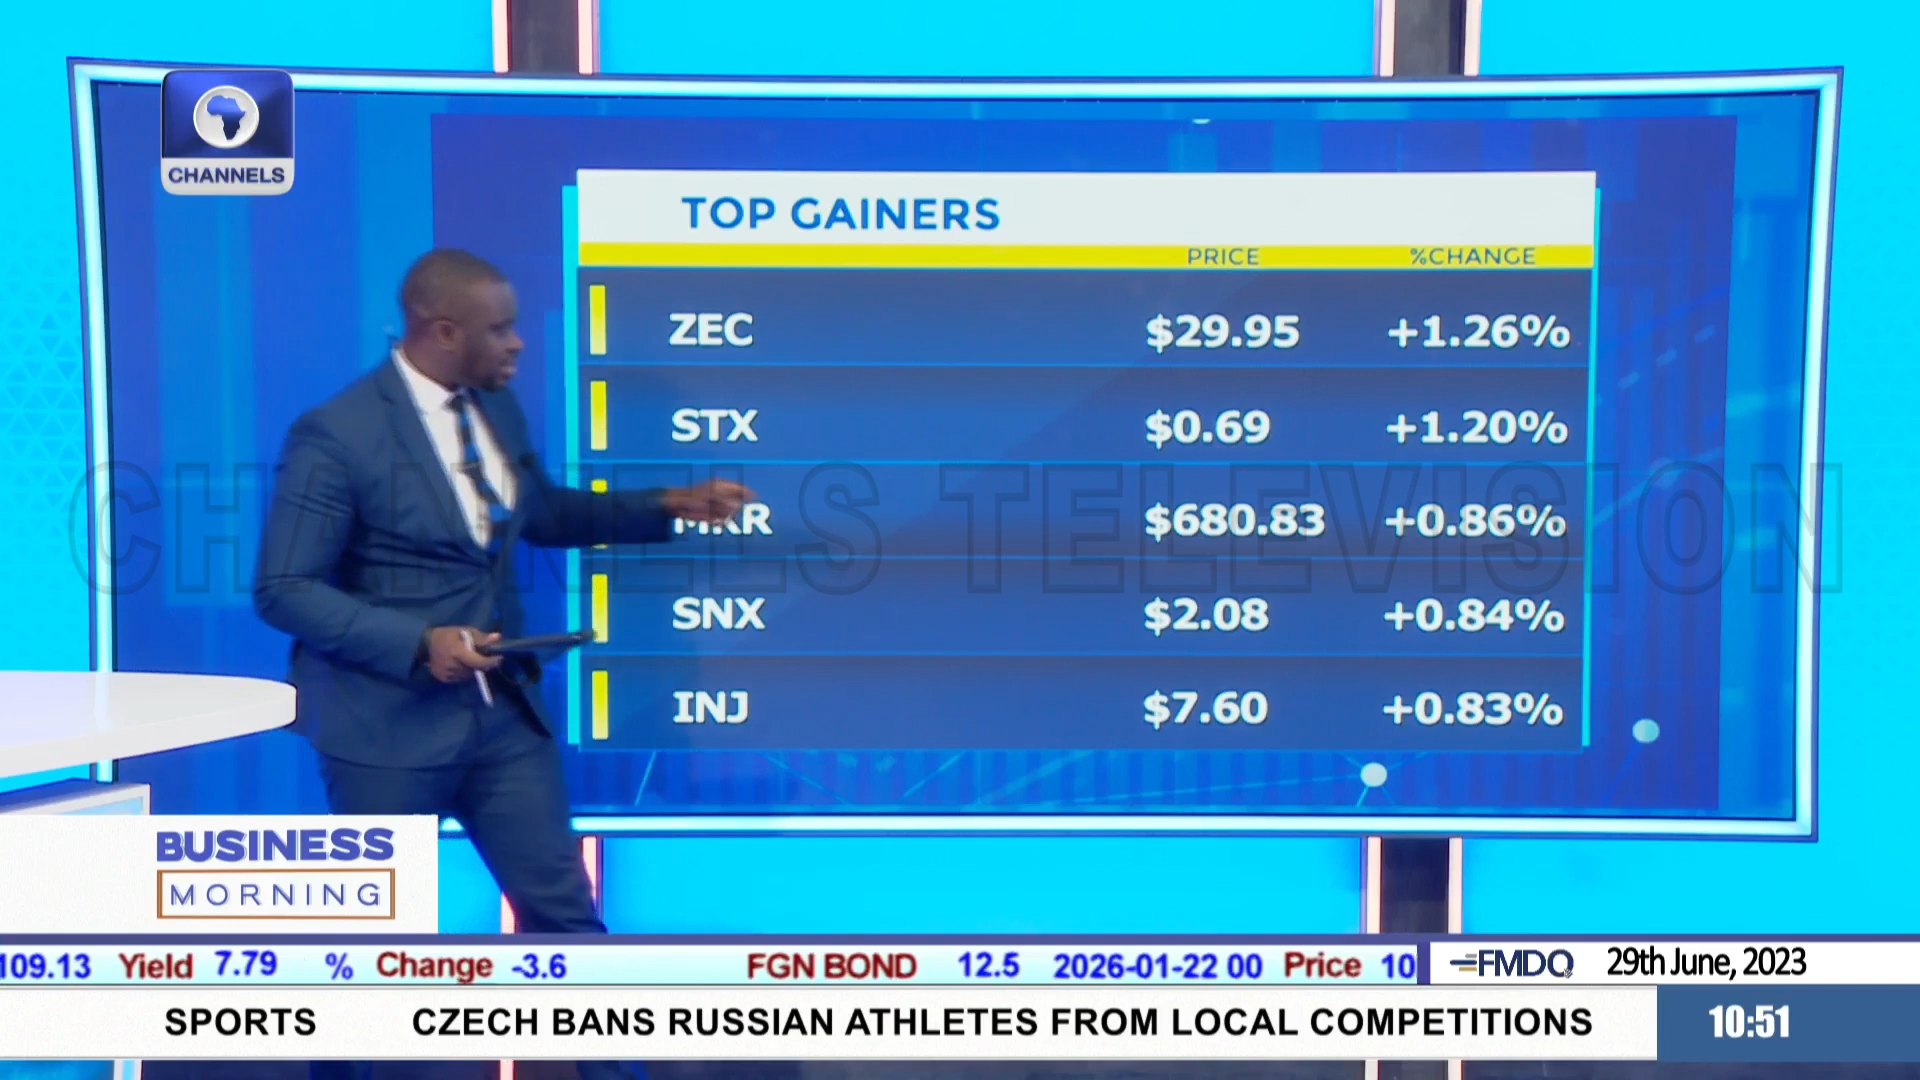 CHANNELS
TOP GAINERS
PRICE %CHANGE
ZEC $29.95 +1.26%
STX $0.69 +1.20%
MKR $680.83 +0.86%
SNX $2.08 +0.84%
INJ $7.60 +0.83%
CHANNELS TELEVISION
BUSINESS
MORNING
109.13 Yield 7.79 % Change -3.6 FGN BOND 12.5 2026-01-22 00 Price 10 FMDQ 29th June, 2023
SPORTS CZECH BANS RUSSIAN ATHLETES FROM LOCAL COMPETITIONS 10:51